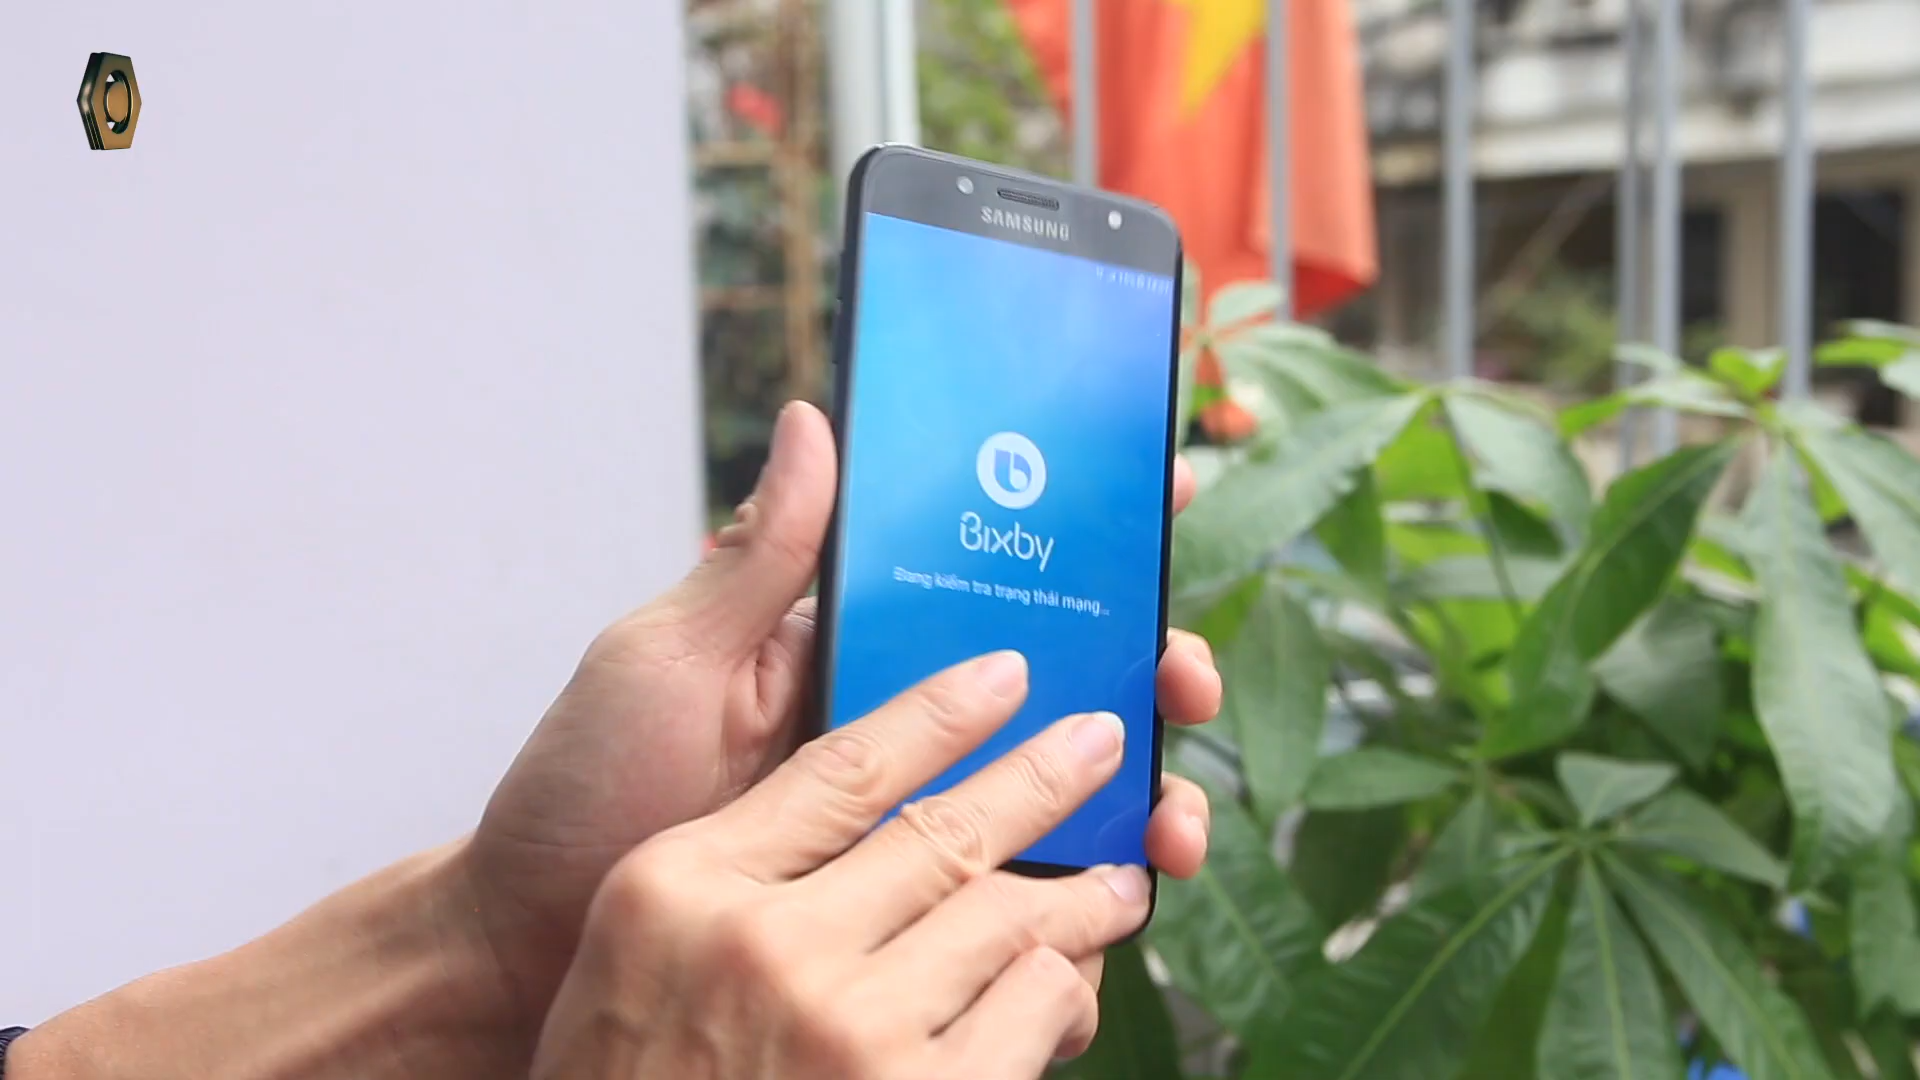 SAMSUNG
Bixby
Đang kiểm tra trạng thái mạng...